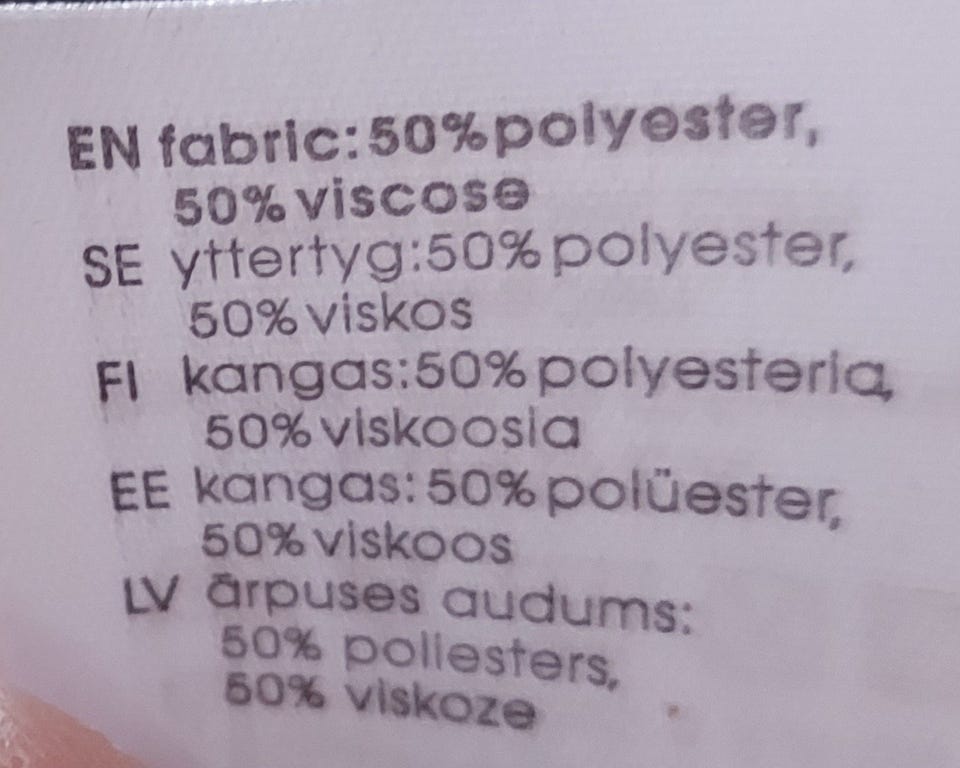 EN fabric: 50% polyester,
50% viscose
SE yttertyg: 50% polyester,
50% viskos
FI kangas: 50% polyesteria,
50% viskoosia
EE kangas: 50% polüester,
50% viskoos
LV ārpuses audums:
50% poliesters,
50% viskoze